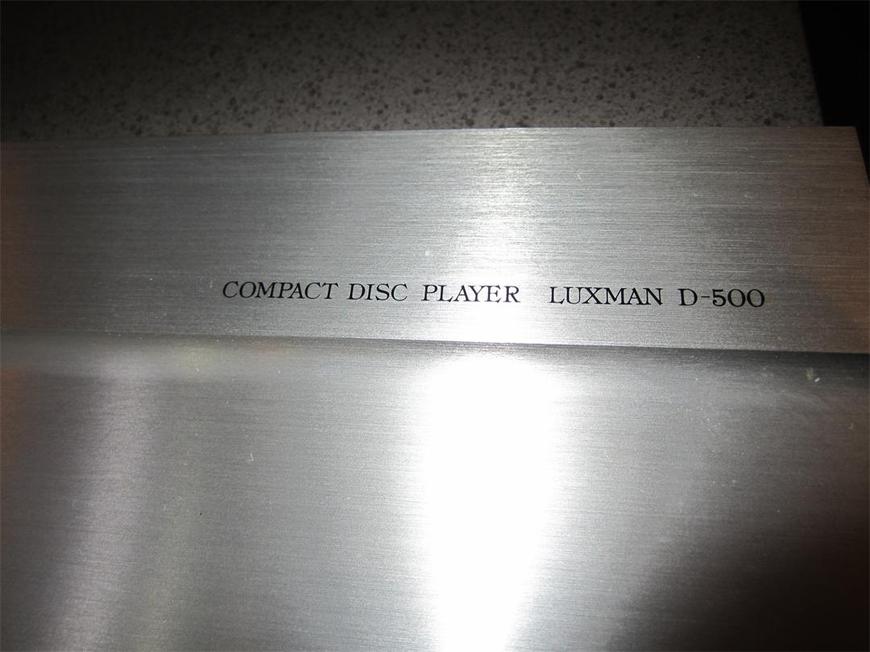 COMPACT DISC PLAYER LUXMAN D-500